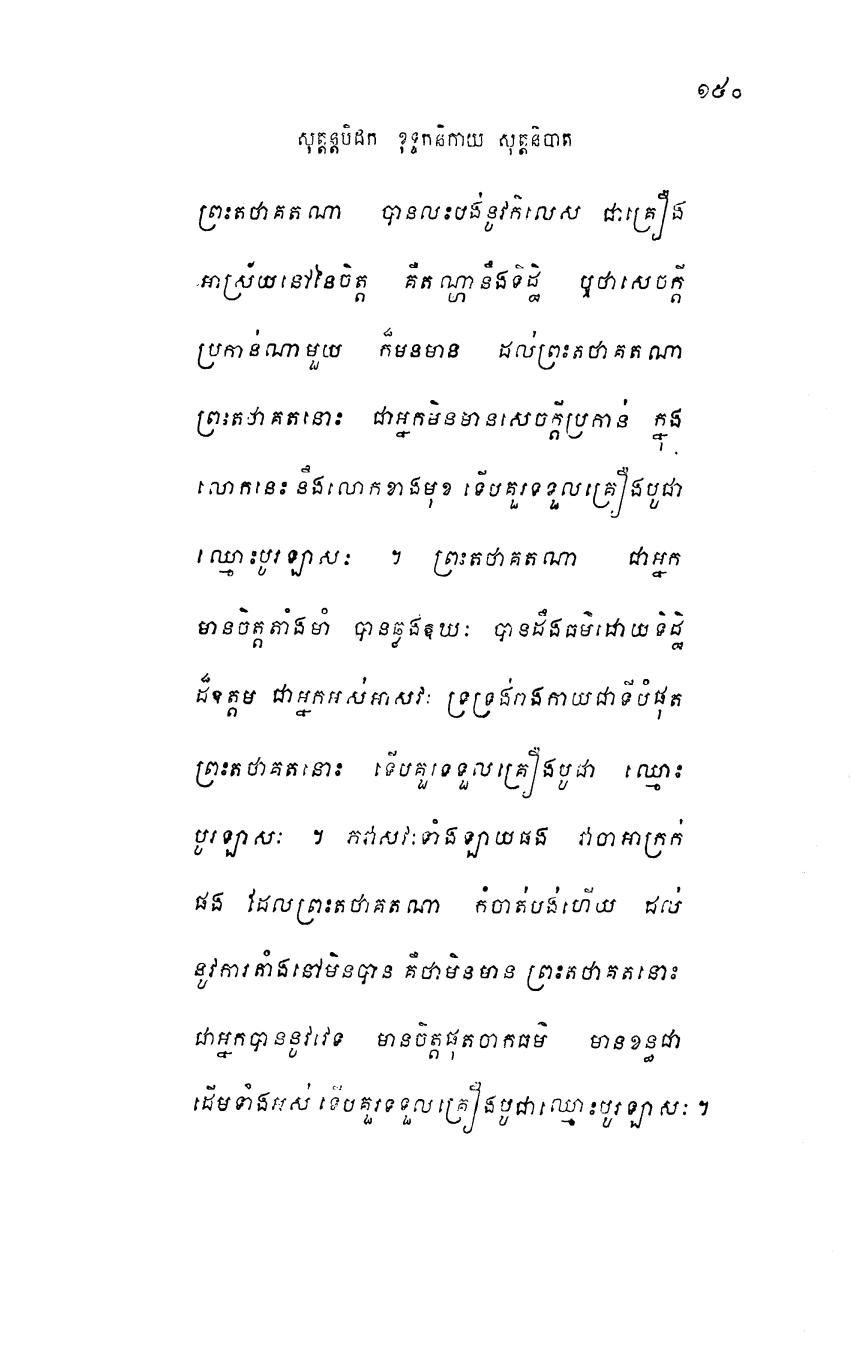 ១៥០
សុត្តន្តបិដក ខុទ្ទកនិកាយ សុត្តនិបាត
ព្រះតថាគតណា បានលះបង់នូវកិលេស ជាគ្រឿង
អាស្រ័យនៅនៃចិត្ត គឺតណ្ហានឹងទិដ្ឋិ ឬថាសេចក្តី
ប្រកាន់ណាមួយ ក៏មនមាន ដល់ព្រះតថាគតណា
ព្រះតថាគតនោះ ជាអ្នកមិនមានសេចក្តីប្រកាន់ ក្នុង
លោកនេះ នឹងលោកខាងមុខ ទើបគួរទទួលគ្រឿងបូជា
ឈ្មោះបូរឡាសៈ ។ ព្រះតថាគតណា ជាអ្នក
មានចិត្តតាំងមាំ បានឆ្លងឱឃៈ បានដឹងធម៌ដោយទិដ្ឋិ
ដ៏ឧត្តម ជាអ្នកអស់អាសវៈ ទ្រទ្រង់រាងកាយជាទីបំផុត
ព្រះតថាគតនោះ ទើបគួរទទួលគ្រឿងបូជា ឈ្មោះ
បូរឡាសៈ ។ ភវាសវៈទាំងឡាយផង វាចាអាក្រក់
ផង ដែលព្រះតថាគតណា កំចាត់បង់ហើយ ដល់
នូវការតាំងនៅមិនបាន គឺថាមិនមាន ព្រះតថាគតនោះ
ជាអ្នកបាននូវវេទ មានចិត្តផុតចាកធម៌ មានខន្ធជា
ដើមទាំងអស់ ទើបគួរទទួលគ្រឿងបូជាឈ្មោះបូរឡាសៈ ។